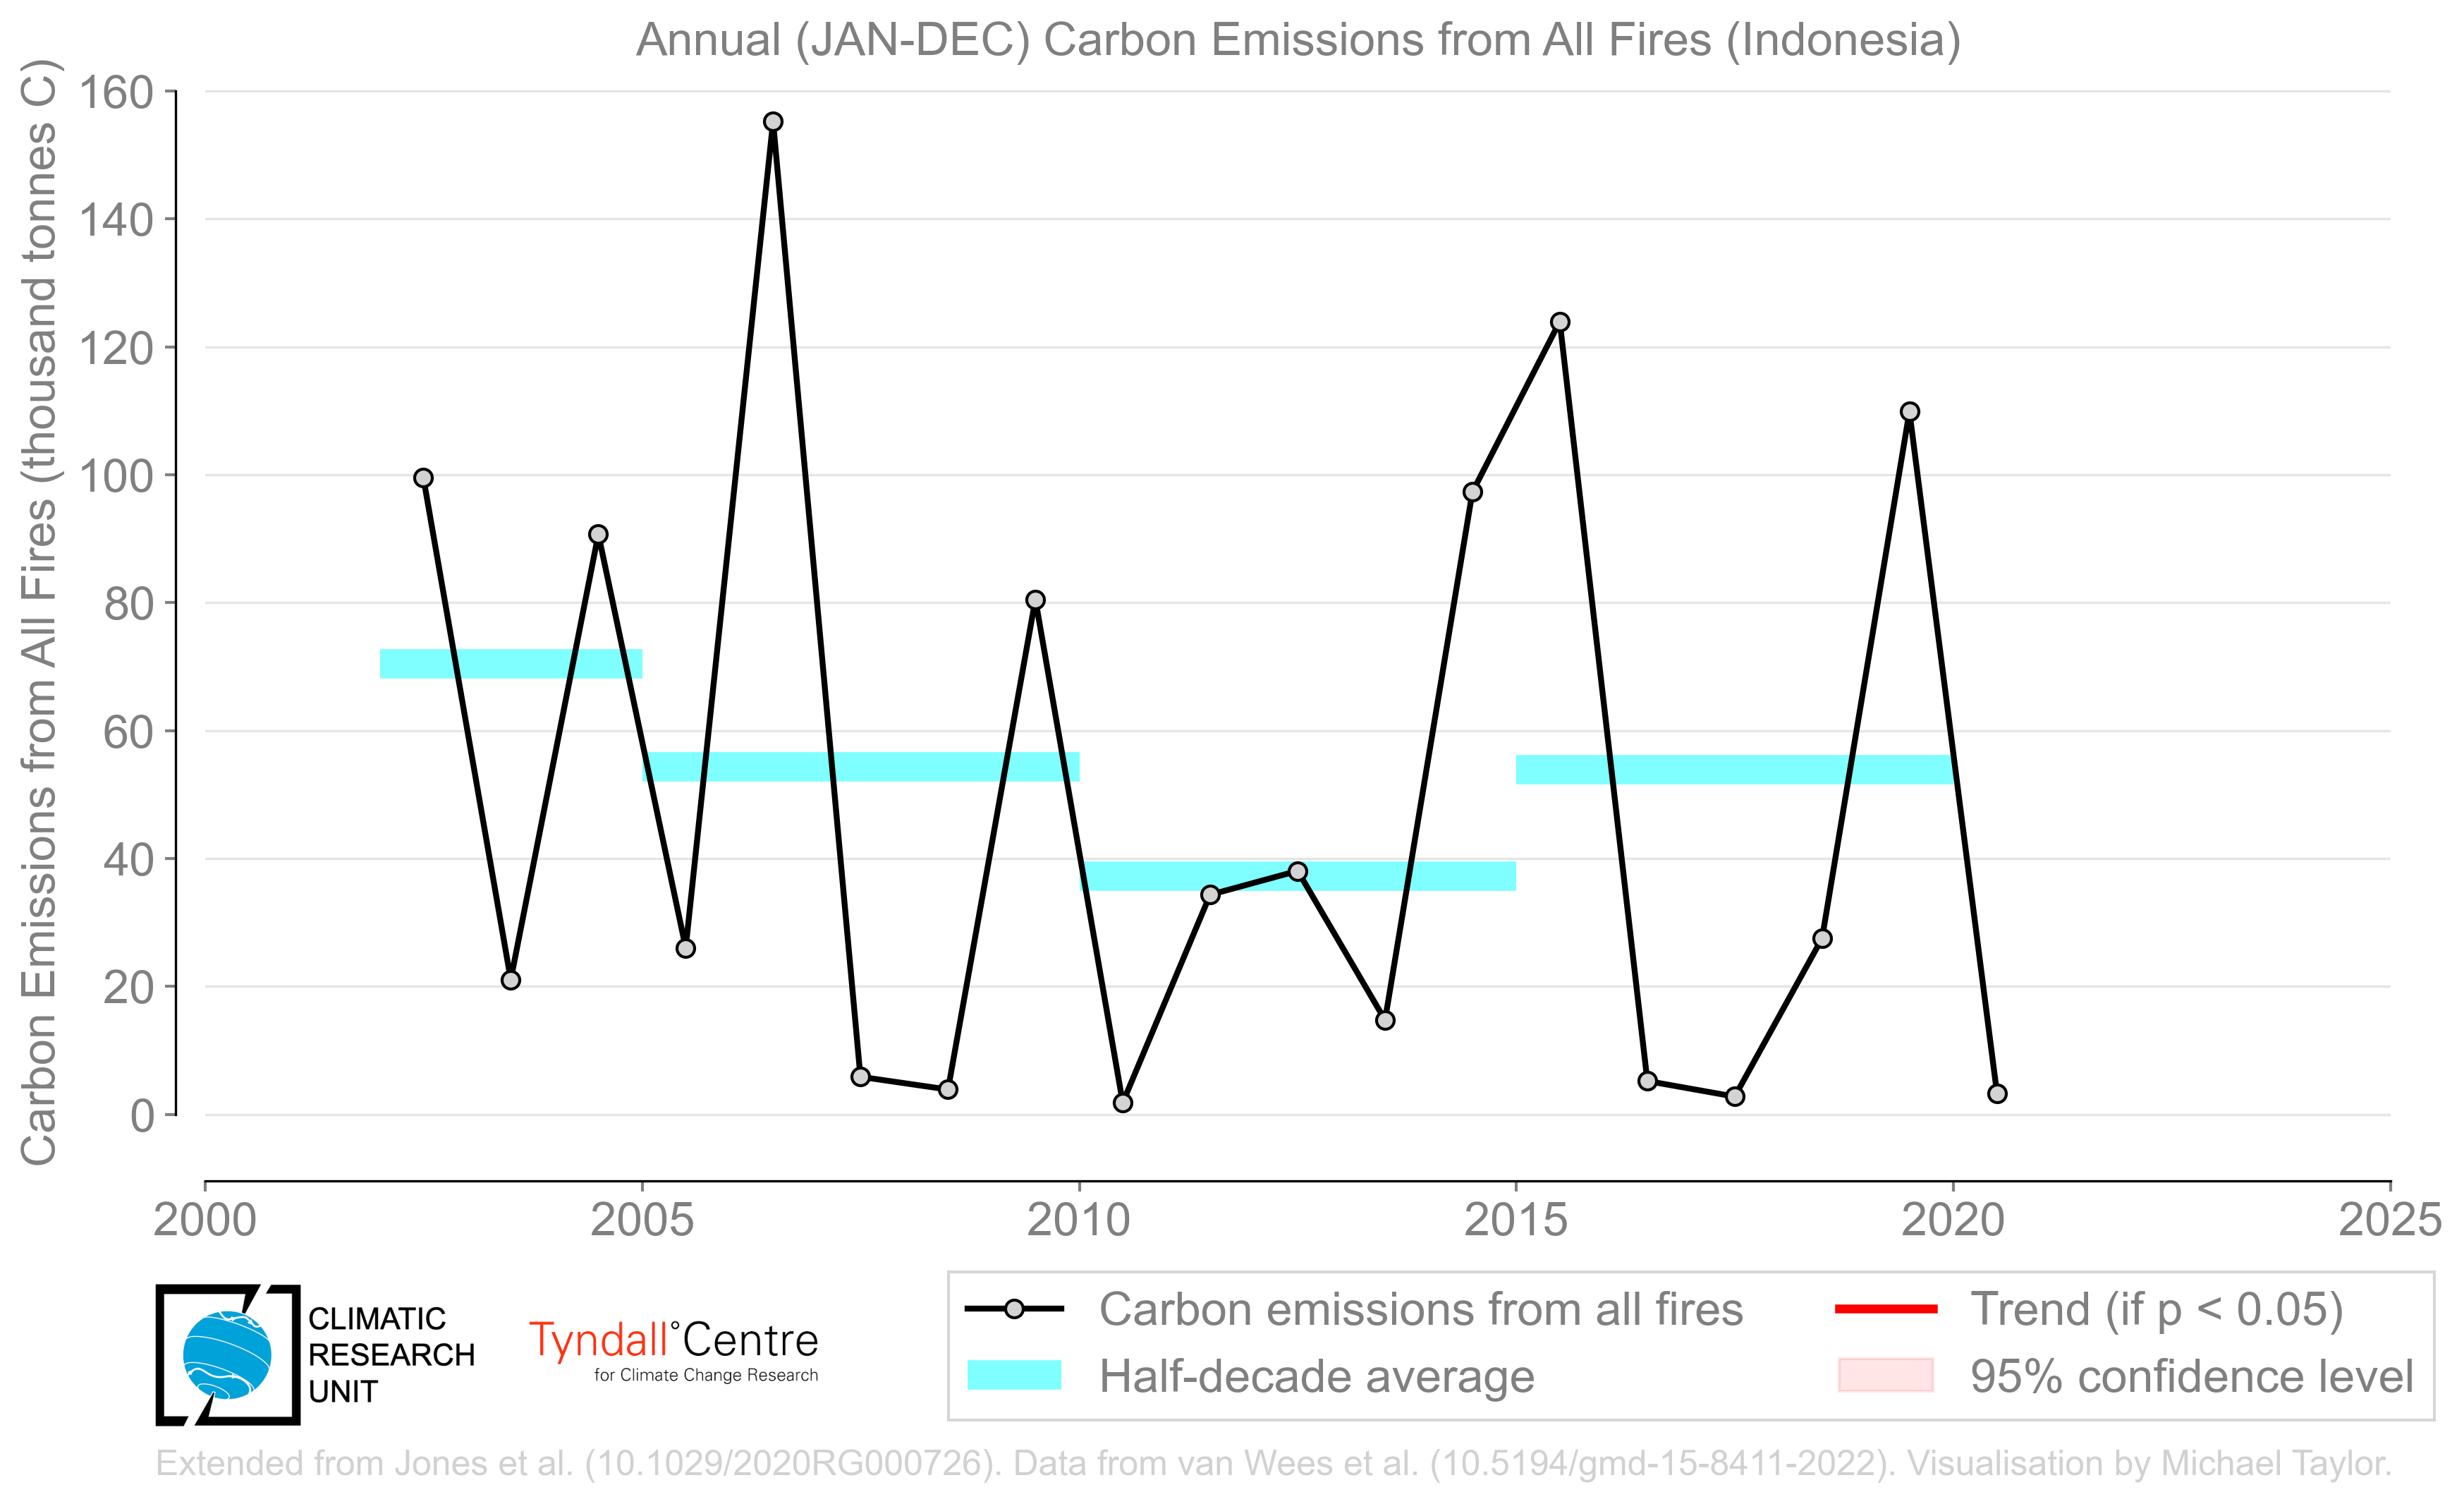 Annual (JAN-DEC) Carbon Emissions from All Fires (Indonesia)
Carbon Emissions from All Fires (thousand tonnes C)
160
140
120
100
80
60
40
20
0
2000 2005 2010 2015 2020 2025
CLIMATIC
RESEARCH
UNIT
Tyndall°Centre
for Climate Change Research
Carbon emissions from all fires
Half-decade average
Trend (if p < 0.05)
95% confidence level
Extended from Jones et al. (10.1029/2020RG000726). Data from van Wees et al. (10.5194/gmd-15-8411-2022). Visualisation by Michael Taylor.